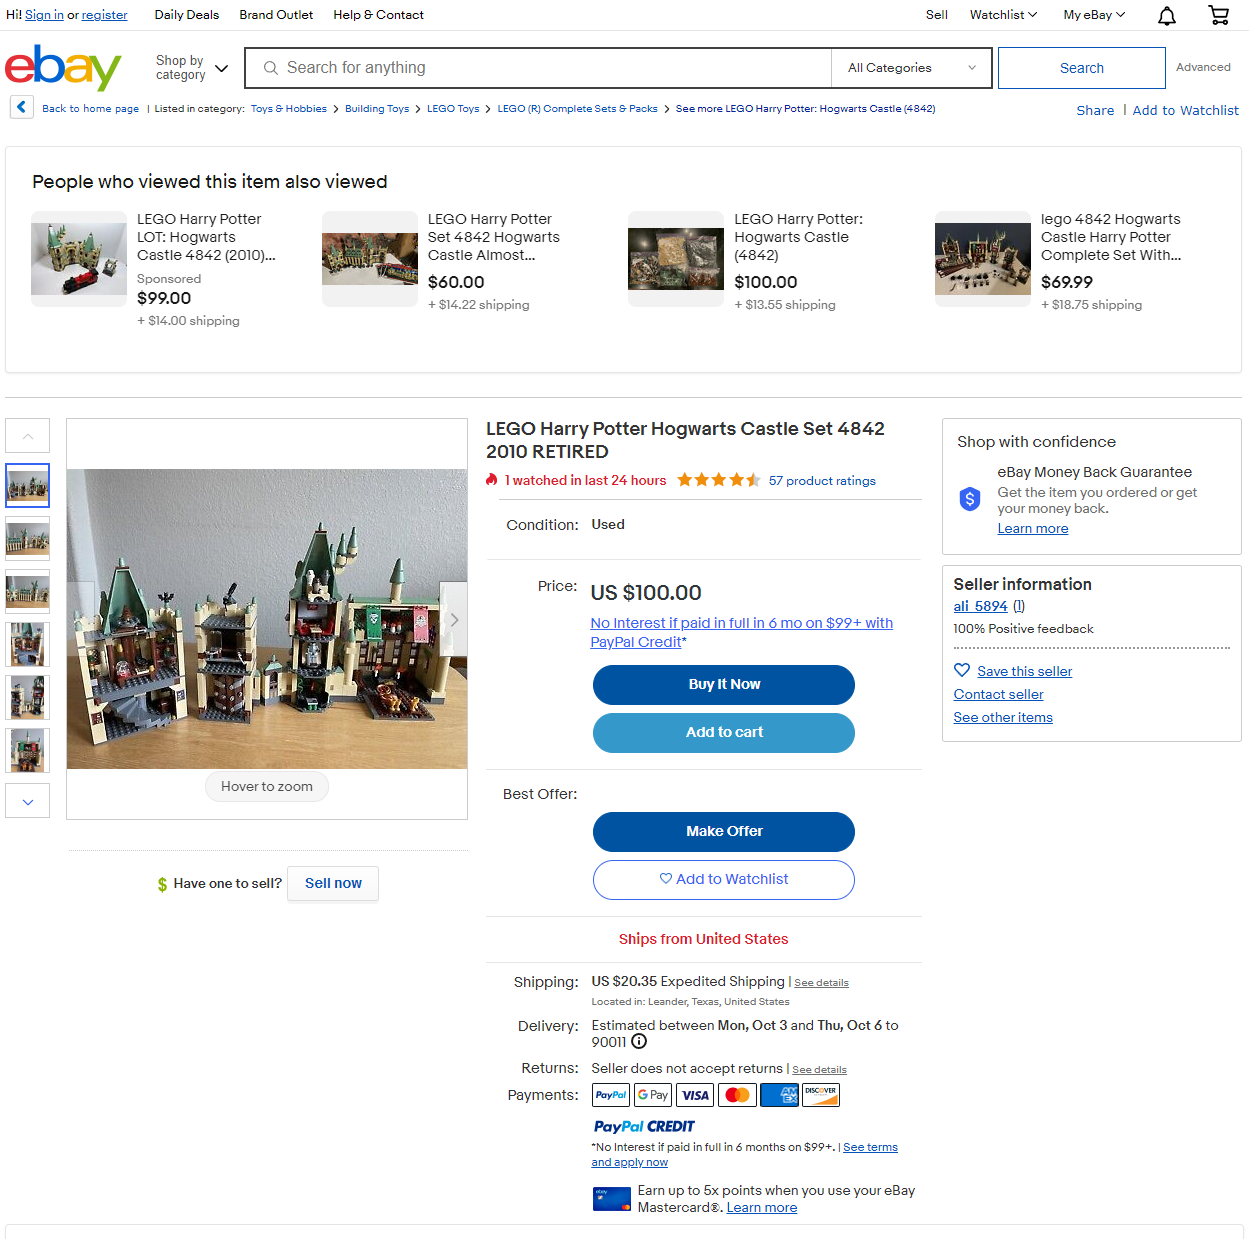 Hi! Sign in or register Daily Deals Brand Outlet Help & Contact Sell Watchlist My eBay
ebay Shop by category Search for anything All Categories Search Advanced
Back to home page | Listed in category: Toys & Hobbies > Building Toys > LEGO Toys > LEGO (R) Complete Sets & Packs > See more LEGO Harry Potter: Hogwarts Castle (4842)
Share | Add to Watchlist
People who viewed this item also viewed
LEGO Harry Potter
LOT: Hogwarts
Castle 4842 (2010)...
Sponsored
$99.00
+ $14.00 shipping
LEGO Harry Potter
Set 4842 Hogwarts
Castle Almost...
$60.00
+ $14.22 shipping
LEGO Harry Potter:
Hogwarts Castle
(4842)
$100.00
+ $13.55 shipping
lego 4842 Hogwarts
Castle Harry Potter
Complete Set With...
$69.99
+ $18.75 shipping
Hover to zoom
Have one to sell? Sell now
LEGO Harry Potter Hogwarts Castle Set 4842
2010 RETIRED
1 watched in last 24 hours 57 product ratings
Condition: Used
Price: US $100.00
No Interest if paid in full in 6 mo on $99+ with
PayPal Credit*
Buy It Now
Add to cart
Best Offer:
Make Offer
Add to Watchlist
Ships from United States
Shipping: US $20.35 Expedited Shipping | See details
Located in: Leander, Texas, United States
Delivery: Estimated between Mon, Oct 3 and Thu, Oct 6 to
90011
Returns: Seller does not accept returns | See details
Payments: PayPal G Pay VISA AMEX DISCOVER
PayPal CREDIT
*No Interest if paid in full in 6 months on $99+. | See terms
and apply now
ebay
Earn up to 5x points when you use your eBay
Mastercard®. Learn more
Shop with confidence
eBay Money Back Guarantee
$
Get the item you ordered or get
your money back.
Learn more
Seller information
ali_5894 (1)
100% Positive feedback
Save this seller
Contact seller
See other items